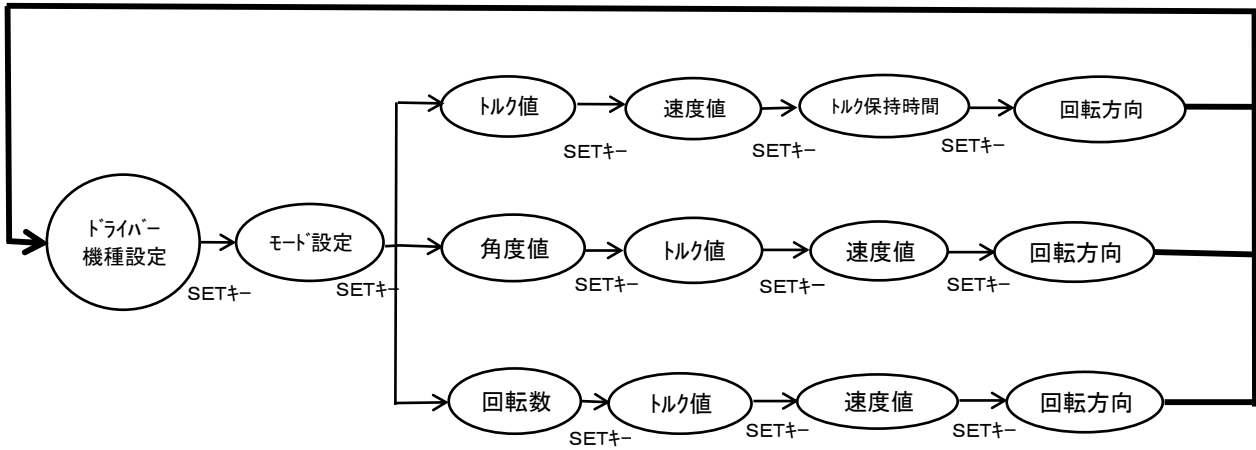 トルク値
速度値
トルク保持時間
回転方向
SETキー
SETキー
SETキー
ドライバー
機種設定
モード設定
角度値
トルク値
速度値
回転方向
SETキー
SETキー
SETキー
SETキー
SETキー
回転数
トルク値
速度値
回転方向
SETキー
SETキー
SETキー